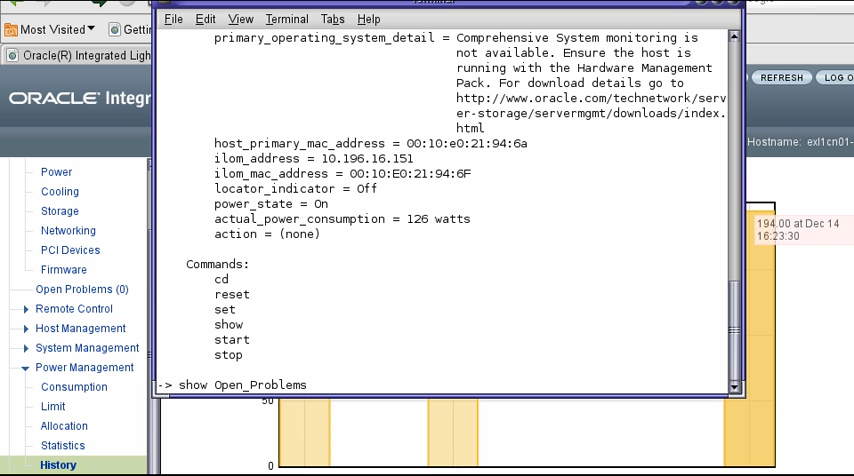 Terminal
File Edit View Terminal Tabs Help
Most Visited
Oracle(R) Integrated Ligh
REFRESH
LOG O
ORACLE Integr
Hostname: exl1cn01-
primary_operating_system_detail = Comprehensive System monitoring is
not available. Ensure the host is
running with the Hardware Management
Pack. For download details go to
http://www.oracle.com/technetwork/serv
er-storage/servermgmt/downloads/index.
html
host_primary_mac_address = 00:10:e0:21:94:6a
ilom_address = 10.196.16.151
ilom_mac_address = 00:10:E0:21:94:6F
locator_indicator = Off
power_state = On
actual_power_consumption = 126 watts
action = (none)
Commands:
cd
reset
set
show
start
stop
-> show Open_Problems
Power
Cooling
Storage
Networking
PCI Devices
Firmware
Open Problems (0)
Remote Control
Host Management
System Management
Power Management
Consumption
Limit
Allocation
Statistics
History
194.00 at Dec 14
16:23:30
50
0